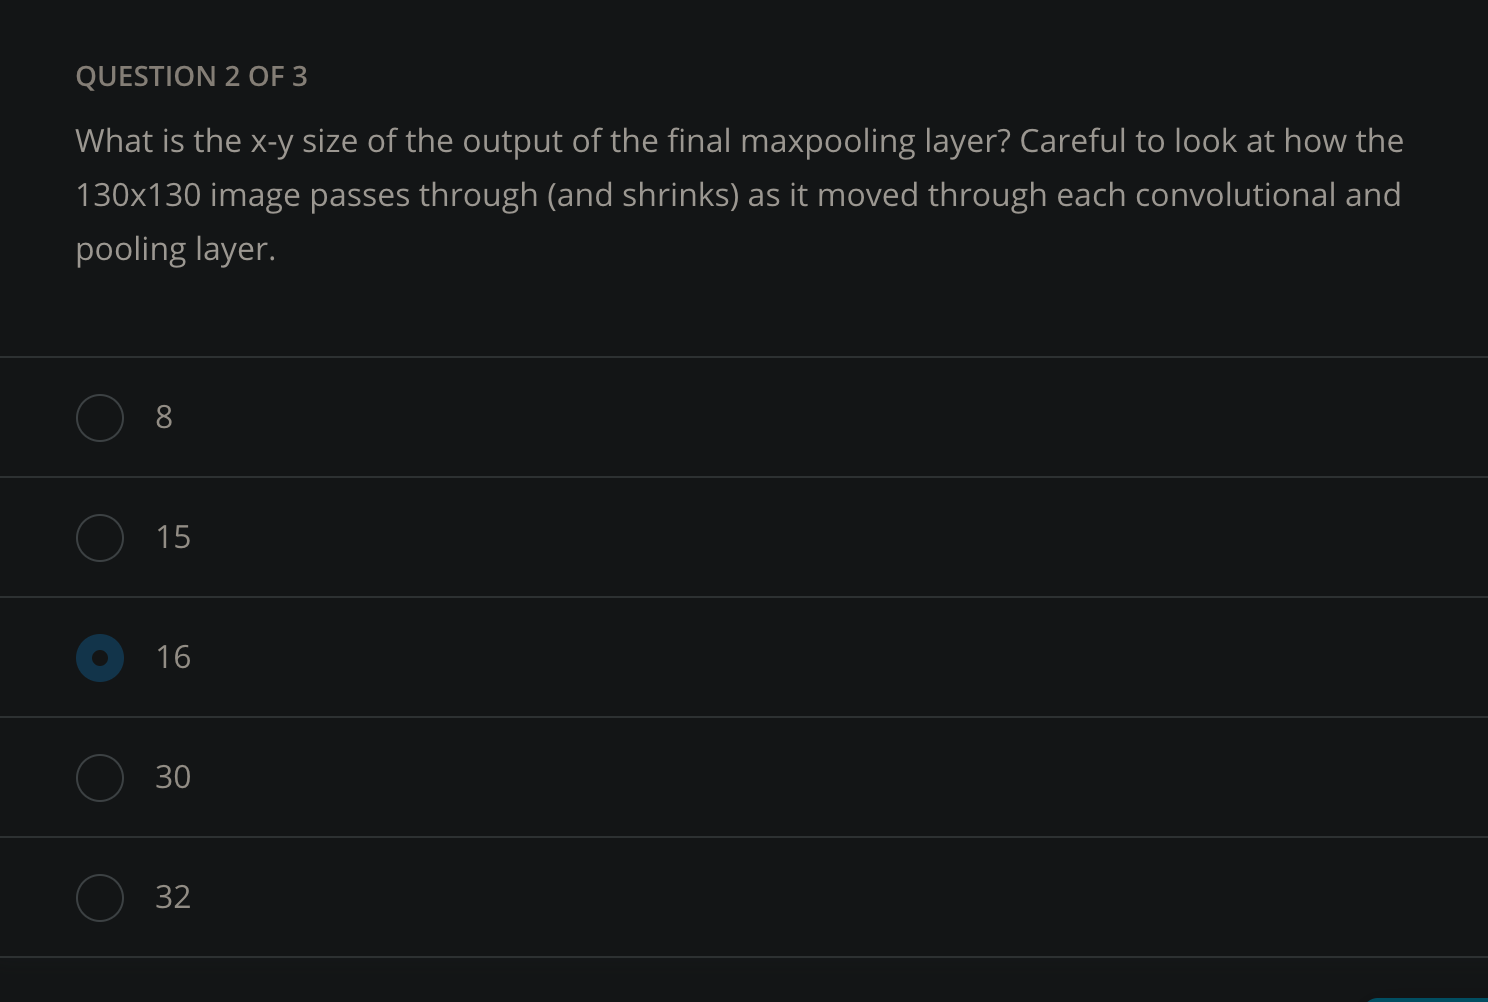 QUESTION 2 OF 3
What is the x-y size of the output of the final maxpooling layer? Careful to look at how the
130x130 image passes through (and shrinks) as it moved through each convolutional and
pooling layer.
8
15
16
30
32